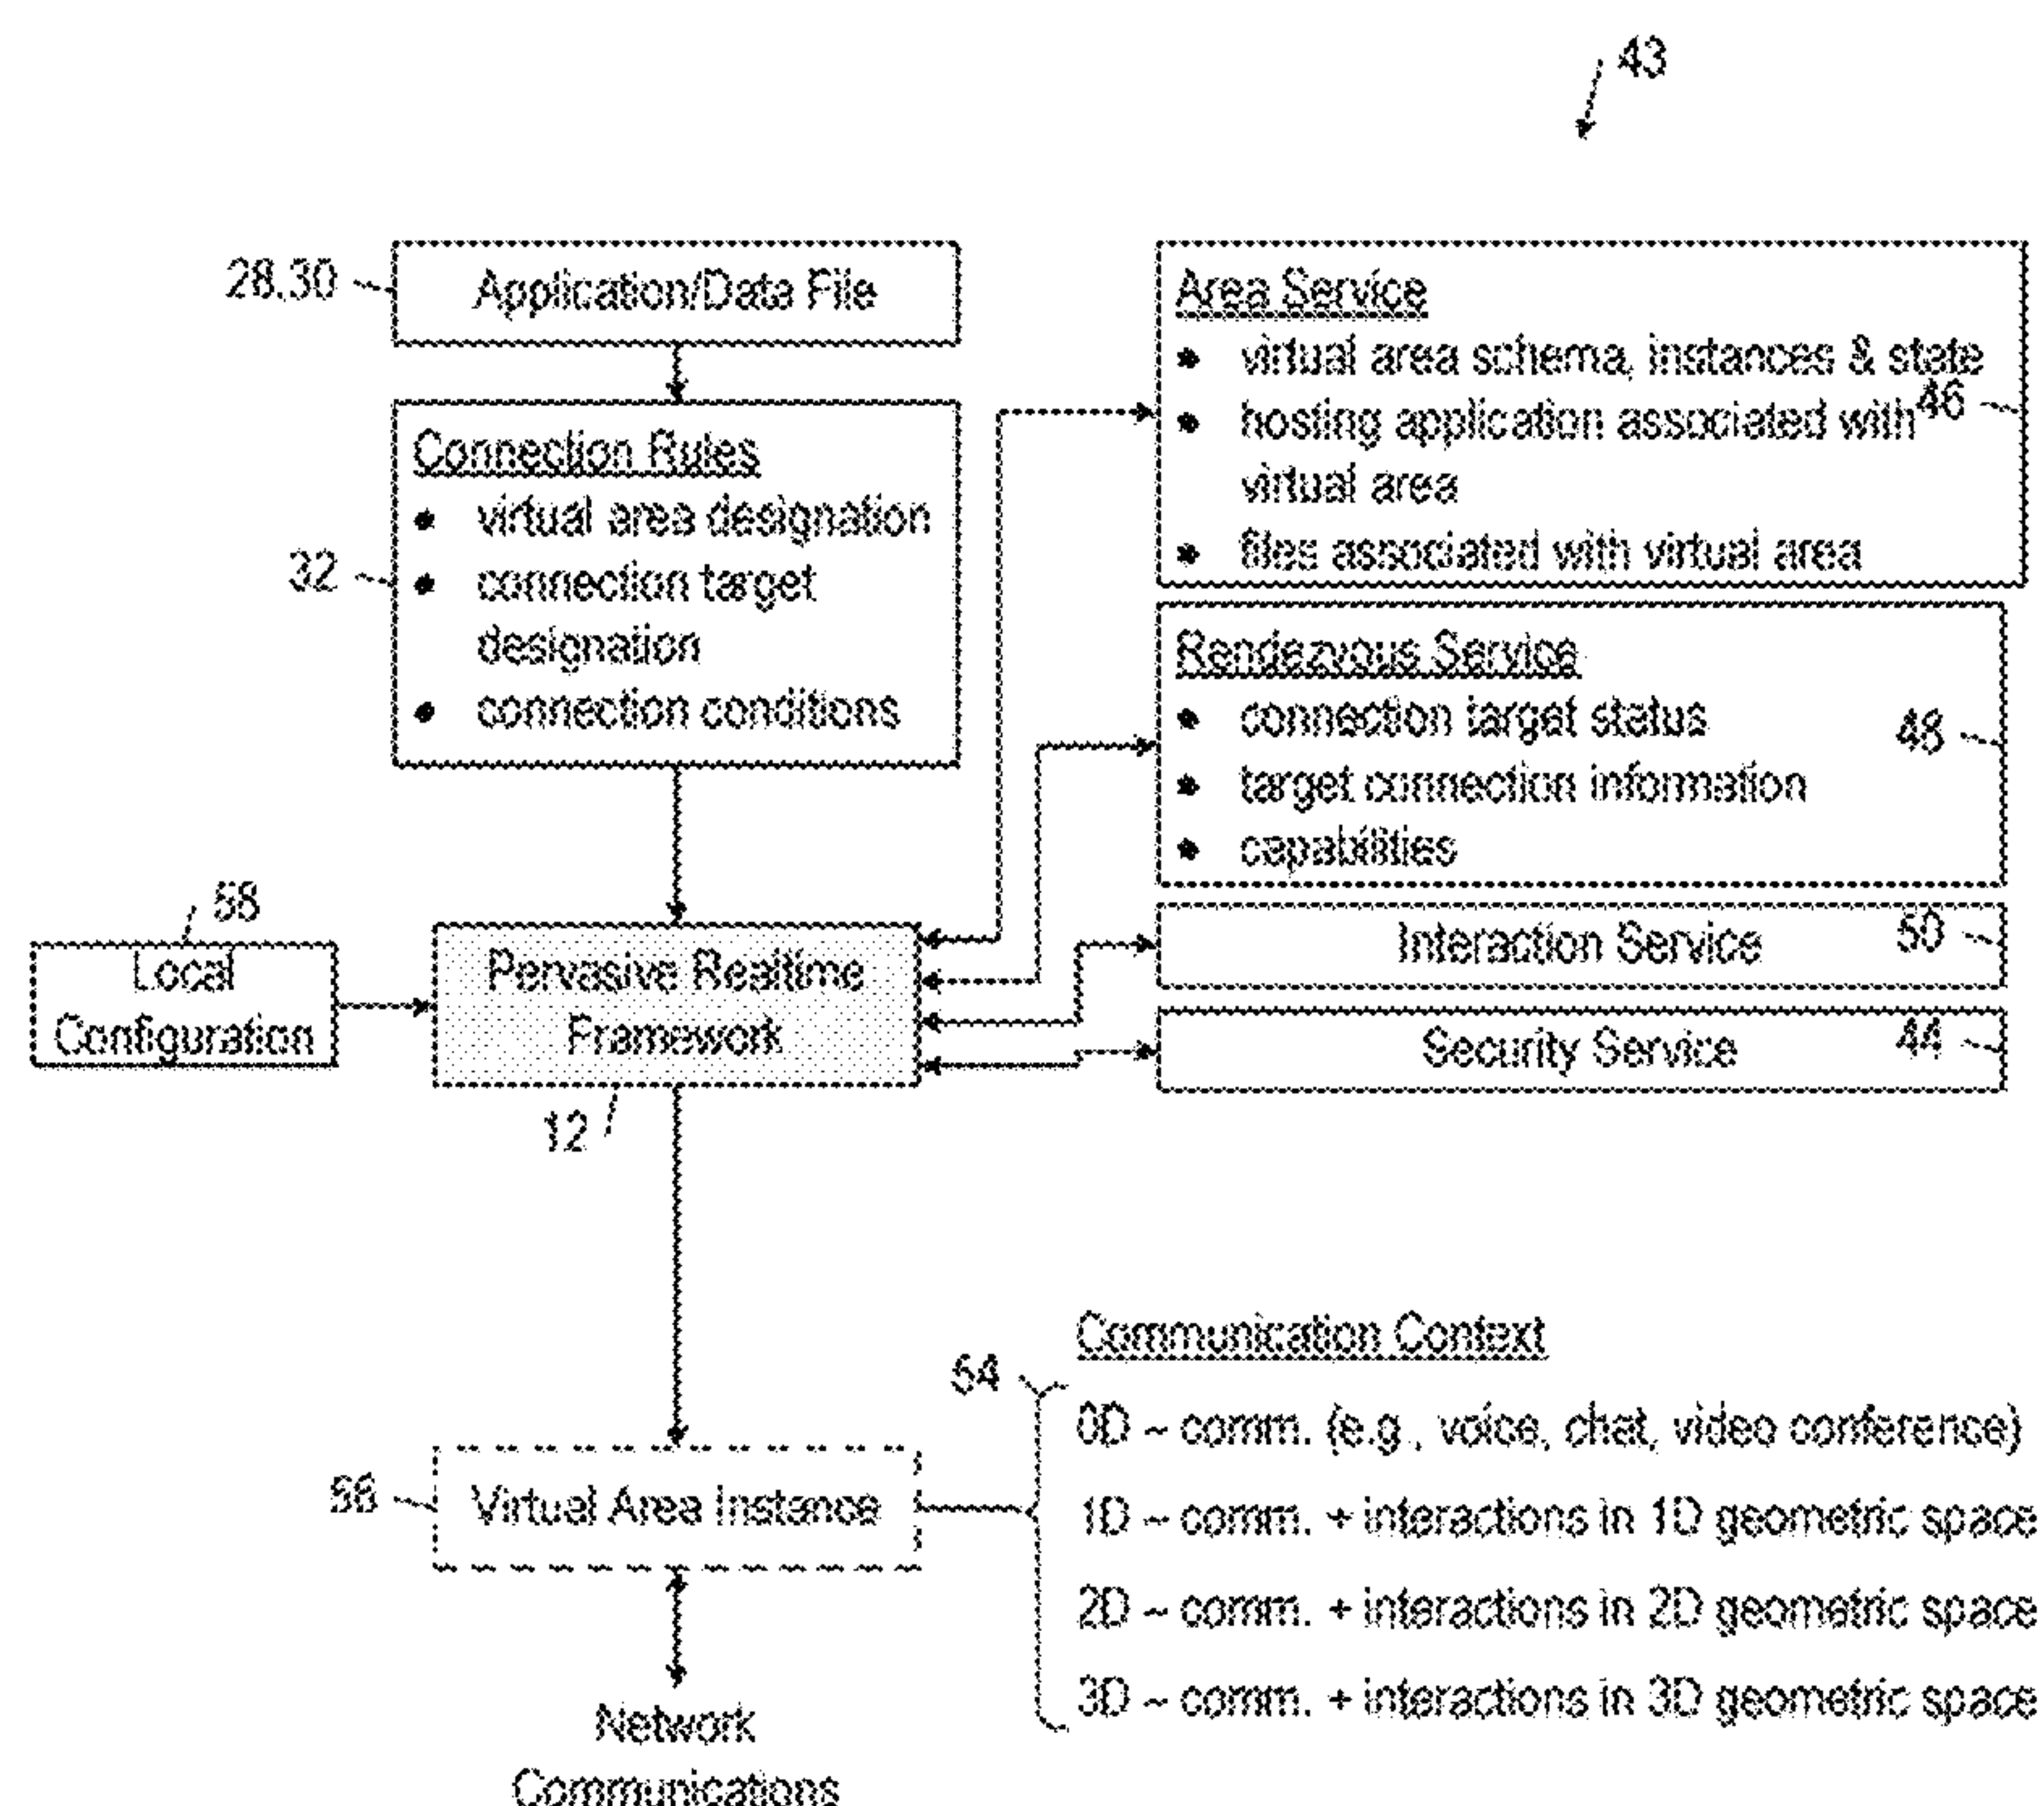 43
28,30
Application/Data File
Connection Rules
• virtual area designation
• connection target
designation
• connection conditions
32
Area Service
• virtual area schema, instances & state
• hosting application associated with
virtual area
• files associated with virtual area
46
Rendezvous Service
• connection target status
• target connection information
• capabilities
48
58
Local
Configuration
Pervasive Realtime
Framework
12
Interaction Service
50
Security Service
44
Communication Context
54
0D ~ comm. (e.g., voice, chat, video conference)
1D ~ comm. + interactions in 1D geometric space
2D ~ comm. + interactions in 2D geometric space
3D ~ comm. + interactions in 3D geometric space
Virtual Area Instance
Network
Communications